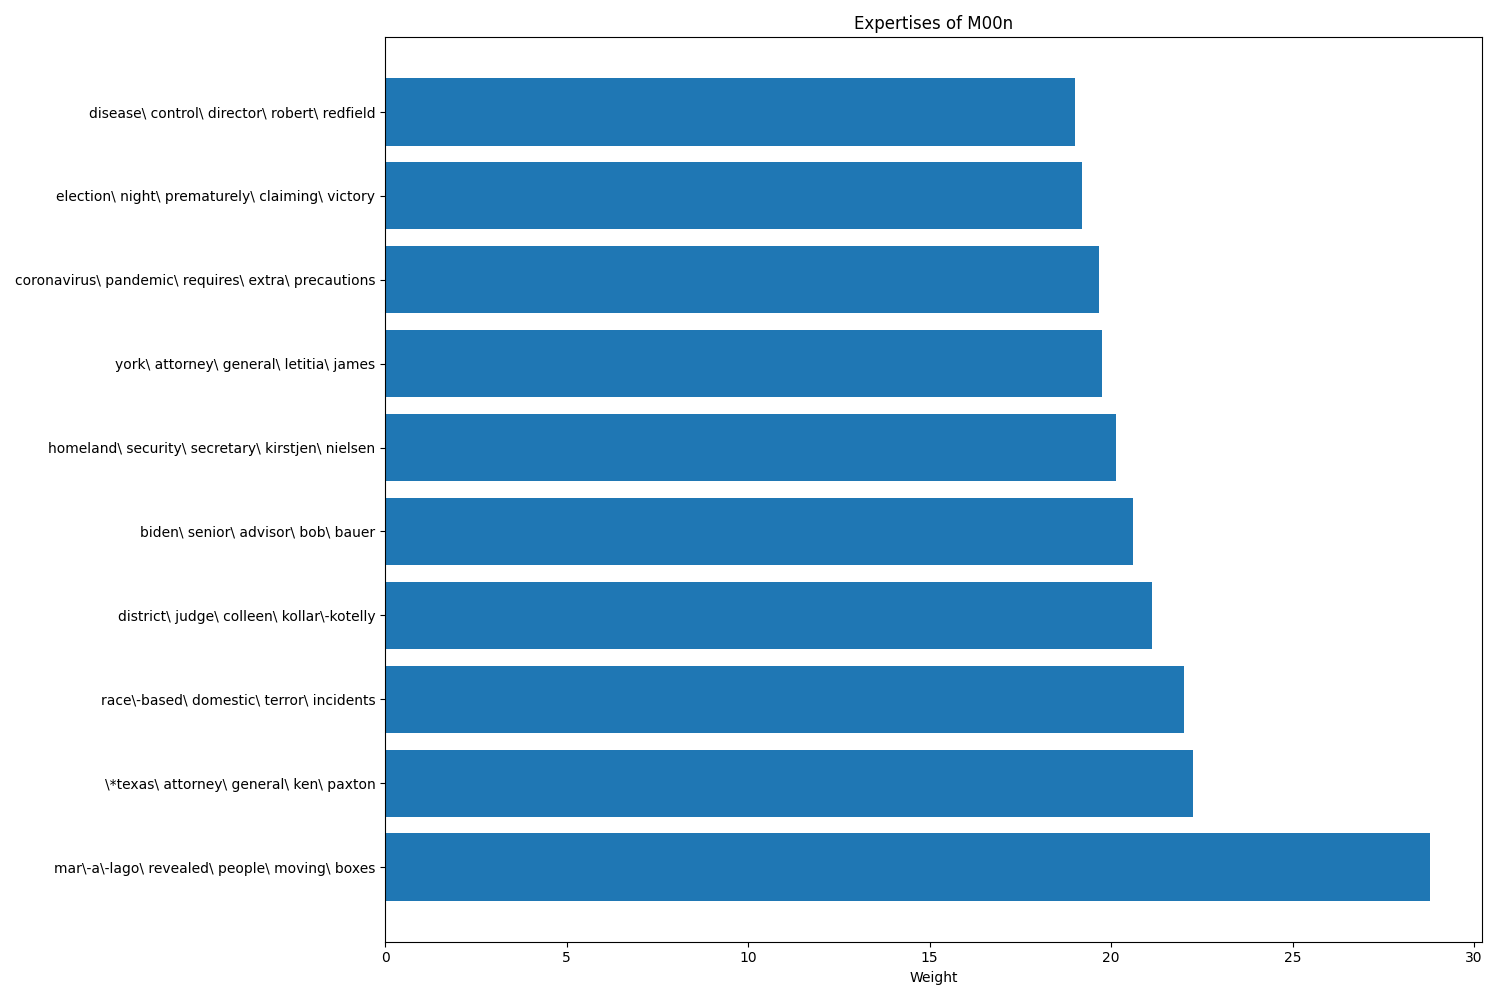 Expertises of M00n
disease\ control\ director\ robert\ redfield
election\ night\ prematurely\ claiming\ victory
coronavirus\ pandemic\ requires\ extra\ precautions
york\ attorney\ general\ letitia\ james
homeland\ security\ secretary\ kirstjen\ nielsen
biden\ senior\ advisor\ bob\ bauer
district\ judge\ colleen\ kollar\-kotelly
race\-based\ domestic\ terror\ incidents
\*texas\ attorney\ general\ ken\ paxton
mar\-a\-lago\ revealed\ people\ moving\ boxes
0 5 10 15 20 25 30
Weight